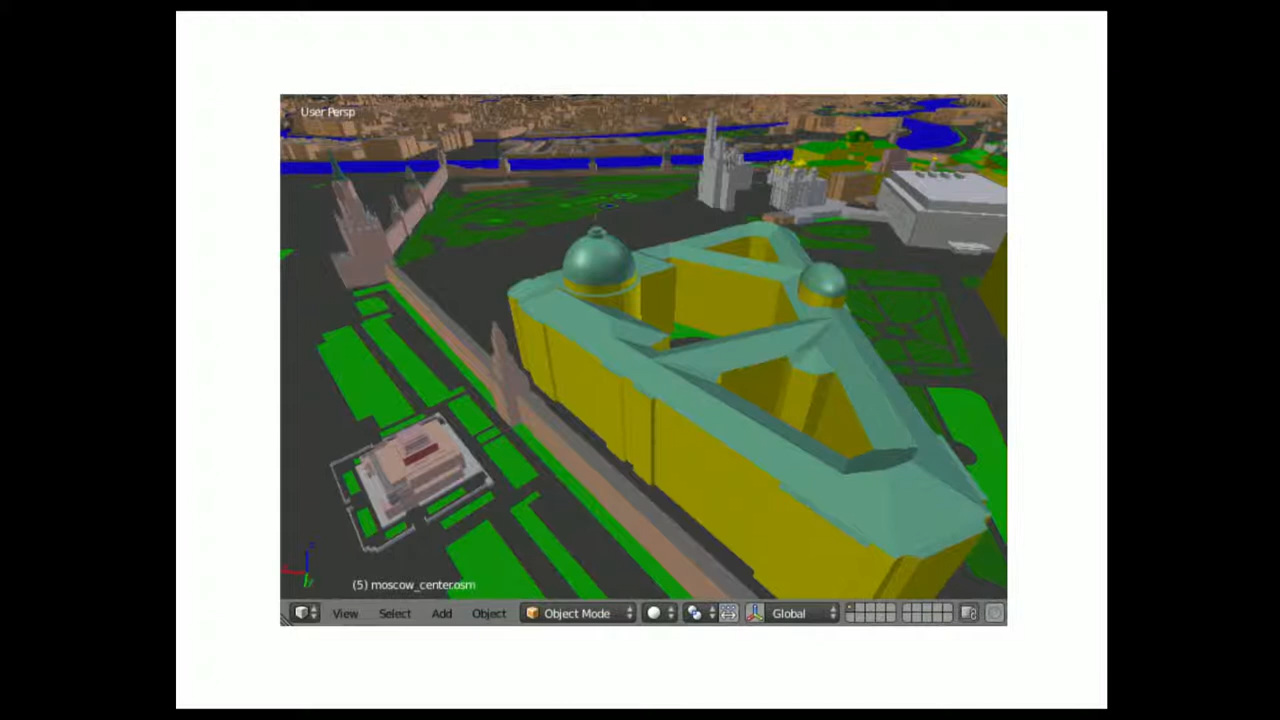 User Persp
(5) moscow_center.osm
View Select Add Object Object Mode Global